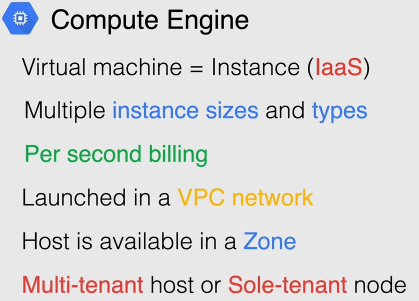 Compute Engine
Virtual machine = Instance (IaaS)
Multiple instance sizes and types
Per second billing
Launched in a VPC network
Host is available in a Zone
Multi-tenant host or Sole-tenant node